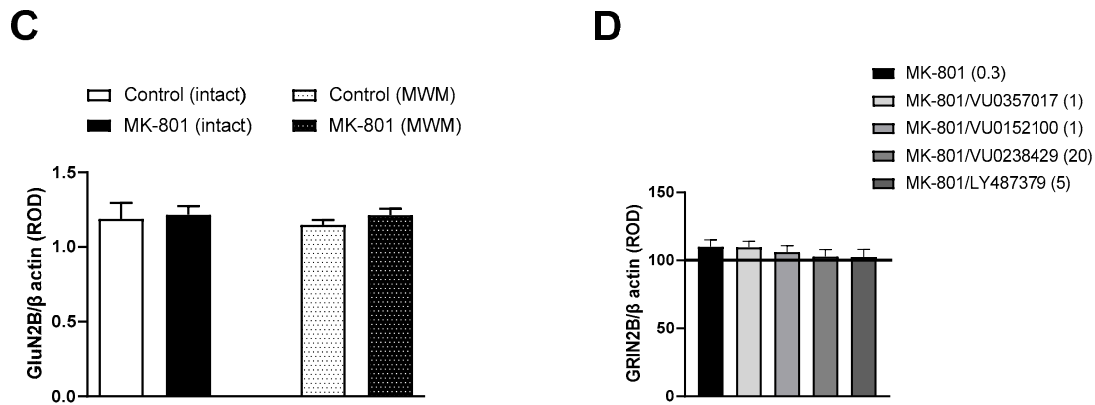 C
Control (intact)
Control (MWM)
MK-801 (intact)
MK-801 (MWM)
GluN2B/β actin (ROD)
1.5
1.0
0.5
0.0
D
MK-801 (0.3)
MK-801/VU0357017 (1)
MK-801/VU0152100 (1)
MK-801/VU0238429 (20)
MK-801/LY487379 (5)
GRIN2B/β actin (ROD)
150
100
50
0